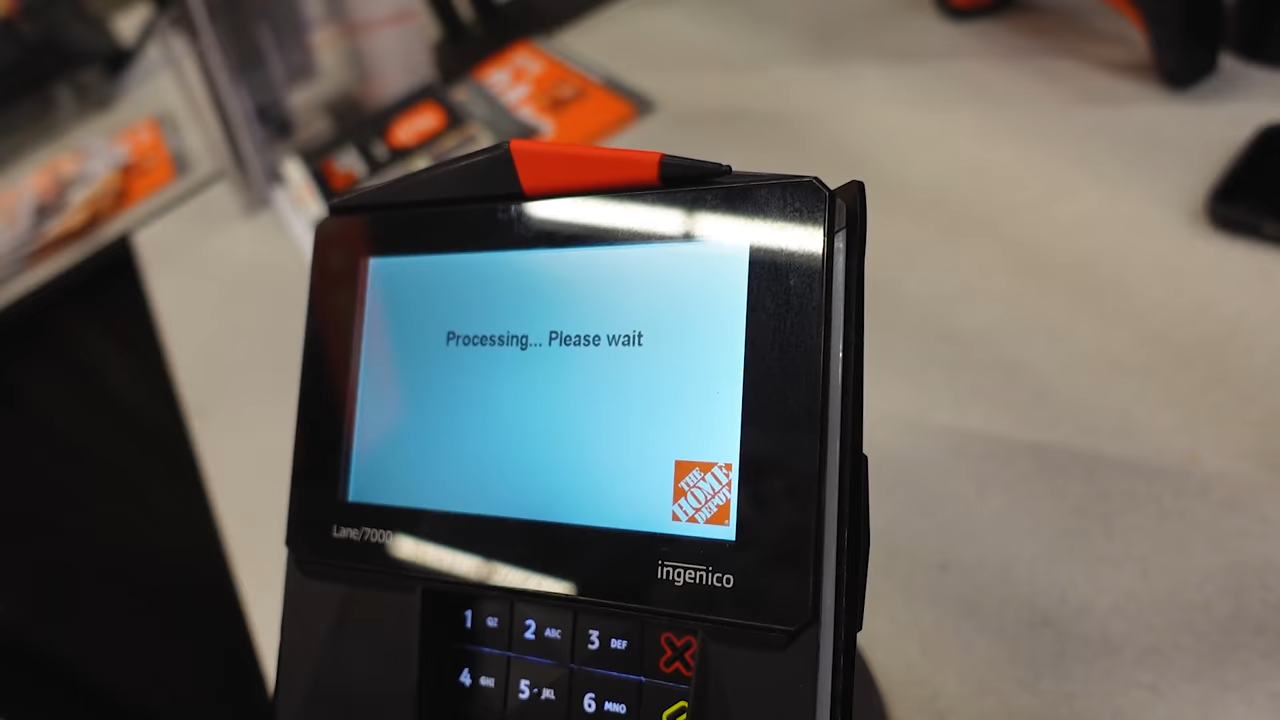 Processing... Please wait
THE
HOME
DEPOT
Lane/7000
ingenico
1 QZ 2 ABC 3 DEF
4 GHI 5 JKL 6 MNO